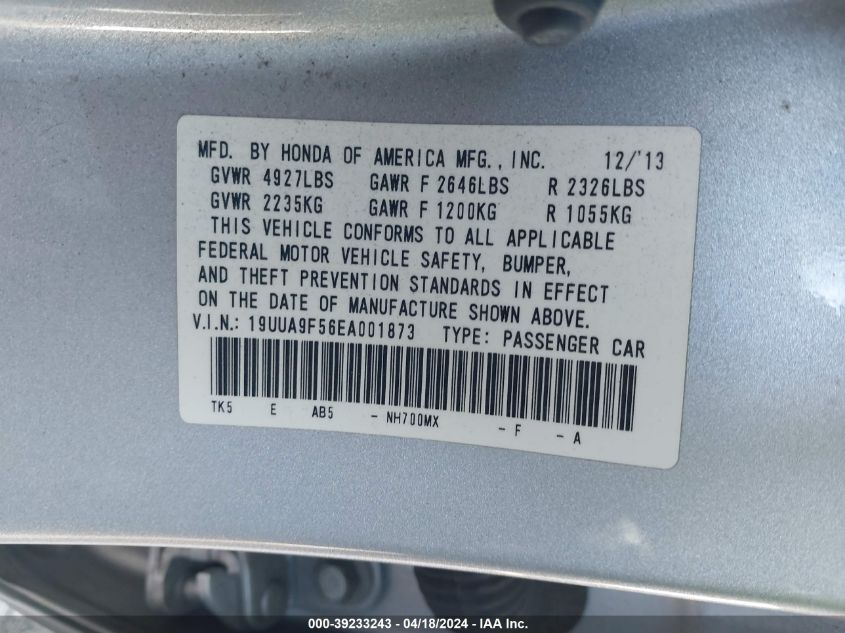 MFD. BY HONDA OF AMERICA MFG., INC. 12/'13
GVWR 4927LBS GAWR F 2646LBS R 2326LBS
GVWR 2235KG GAWR F 1200KG R 1055KG
THIS VEHICLE CONFORMS TO ALL APPLICABLE
FEDERAL MOTOR VEHICLE SAFETY, BUMPER,
AND THEFT PREVENTION STANDARDS IN EFFECT
ON THE DATE OF MANUFACTURE SHOWN ABOVE.
V.I.N.: 19UUA9F56EA001873 TYPE: PASSENGER CAR
TK5 E AB5 - NH700MX - F - A
000-39233243 - 04/18/2024 - IAA Inc.